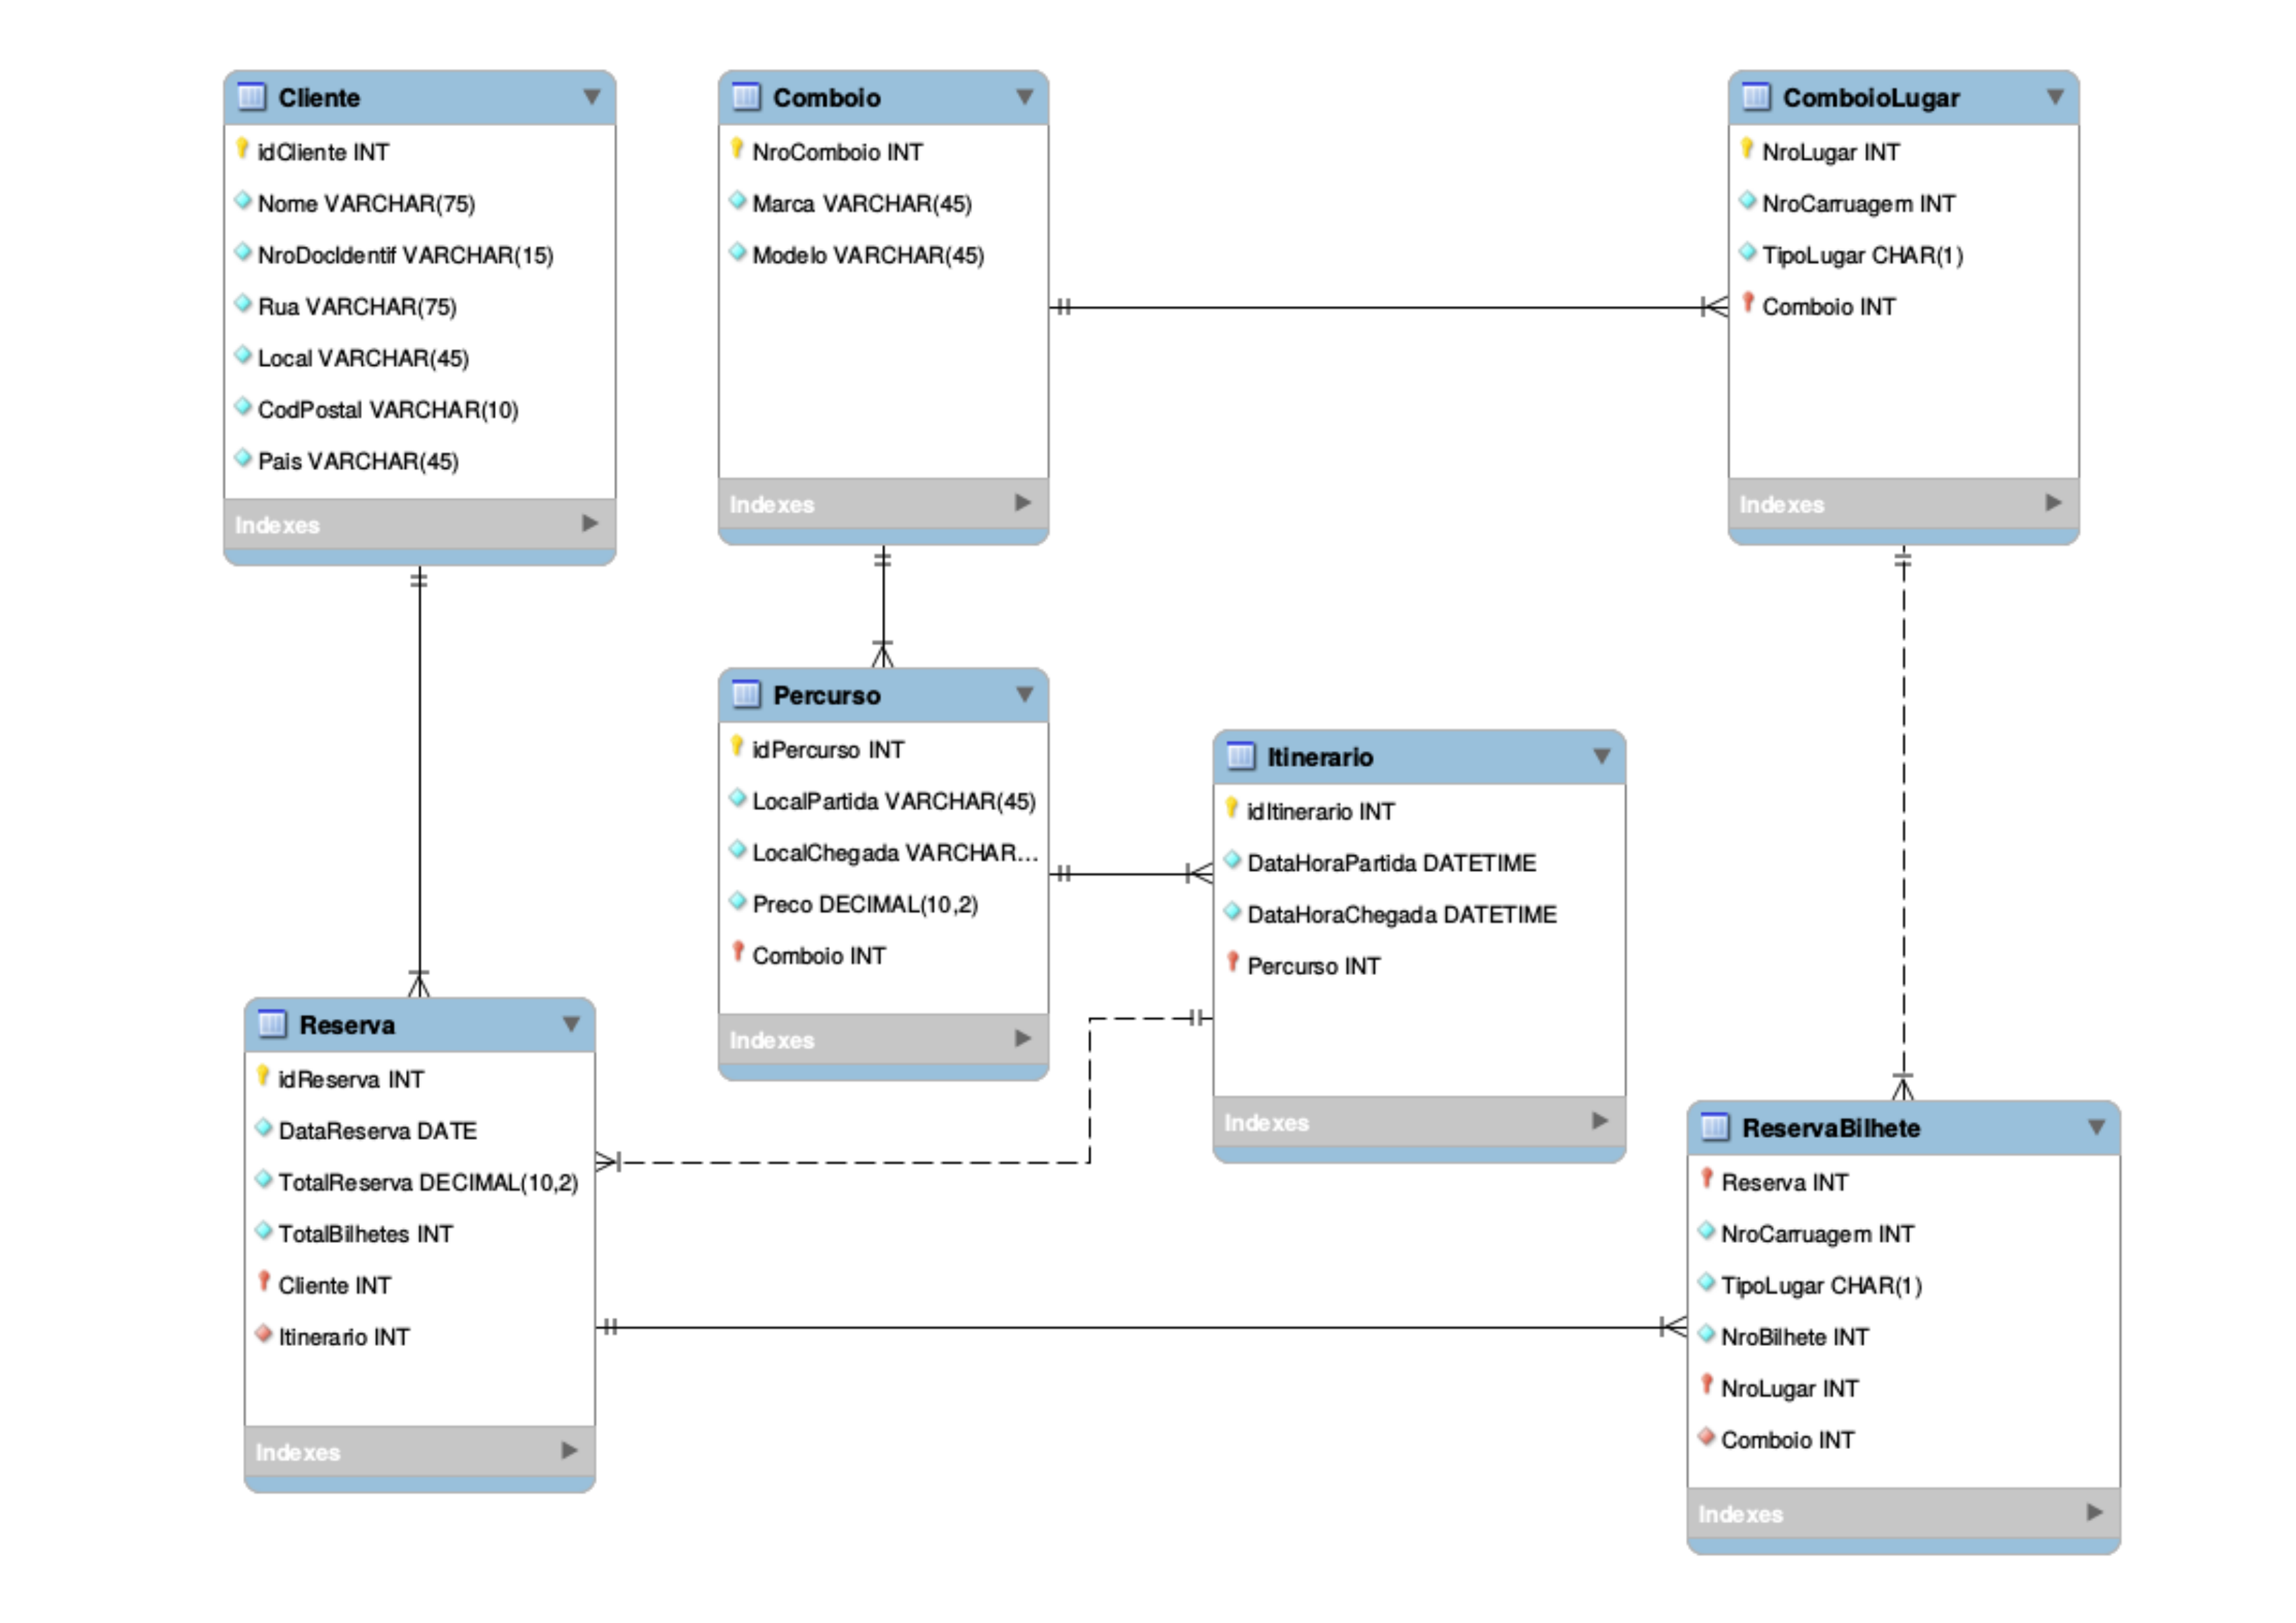 Cliente
idCliente INT
Nome VARCHAR(75)
NroDocIdentif VARCHAR(15)
Rua VARCHAR(75)
Local VARCHAR(45)
CodPostal VARCHAR(10)
Pais VARCHAR(45)
Indexes
Comboio
NroComboio INT
Marca VARCHAR(45)
Modelo VARCHAR(45)
Indexes
ComboioLugar
NroLugar INT
NroCarruagem INT
TipoLugar CHAR(1)
Comboio INT
Indexes
Percurso
idPercurso INT
LocalPartida VARCHAR(45)
LocalChegada VARCHAR...
Preco DECIMAL(10,2)
Comboio INT
Indexes
Itinerario
idItinerario INT
DataHoraPartida DATETIME
DataHoraChegada DATETIME
Percurso INT
Indexes
Reserva
idReserva INT
DataReserva DATE
TotalReserva DECIMAL(10,2)
TotalBilhetes INT
Cliente INT
Itinerario INT
Indexes
ReservaBilhete
Reserva INT
NroCarruagem INT
TipoLugar CHAR(1)
NroBilhete INT
NroLugar INT
Comboio INT
Indexes